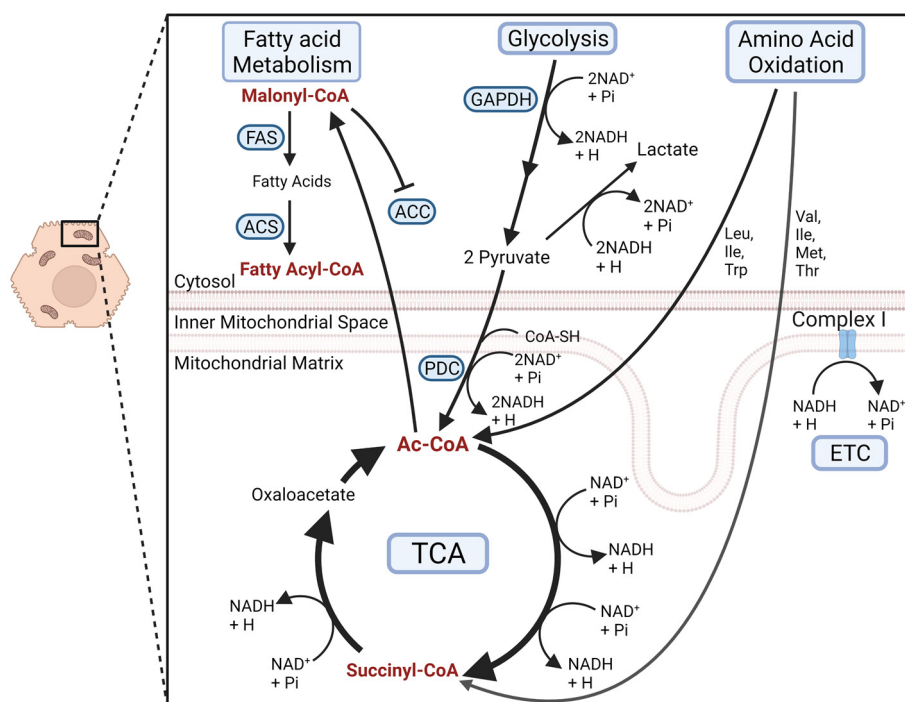 Fatty acid
Metabolism
Malonyl-CoA
FAS
Fatty Acids
ACS
Fatty Acyl-CoA
ACC
Glycolysis
GAPDH
2NAD⁺
+ Pi
2NADH
+ H
Lactate
2NAD⁺
+ Pi
2NADH
+ H
2 Pyruvate
Amino Acid
Oxidation
Leu,
Ile,
Trp
Val,
Ile,
Met,
Thr
Cytosol
Inner Mitochondrial Space
Mitochondrial Matrix
Complex I
NADH
+ H
NAD⁺
+ Pi
ETC
PDC
CoA-SH
2NAD⁺
+ Pi
2NADH
+ H
Ac-CoA
Oxaloacetate
TCA
NAD⁺
+ Pi
NADH
+ H
NAD⁺
+ Pi
NADH
+ H
Succinyl-CoA
NADH
+ H
NAD⁺
+ Pi